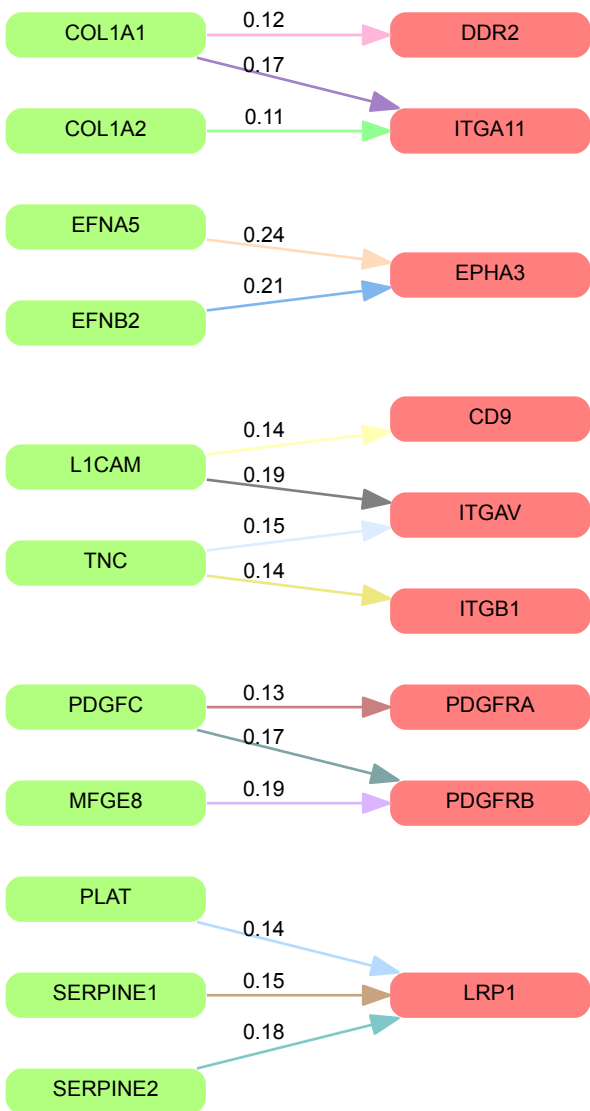 COL1A1
0.12
DDR2
0.17
COL1A2
0.11
ITGA11
EFNA5
0.24
EPHA3
0.21
EFNB2
CD9
0.14
L1CAM
0.19
ITGAV
0.15
TNC
0.14
ITGB1
PDGFC
0.13
PDGFRA
0.17
MFGE8
0.19
PDGFRB
PLAT
0.14
SERPINE1
0.15
LRP1
0.18
SERPINE2